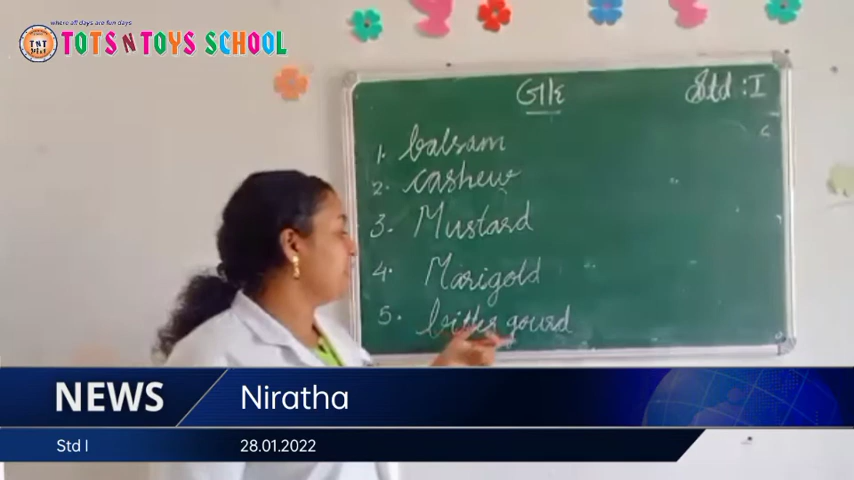 where all days are fun days
TOTS N TOYS SCHOOL
TNT
GK
Std : I
1. balsam
2. cashew
3. Mustard
4. Marigold
5. bitter gourd
NEWS
Niratha
Std I
28.01.2022